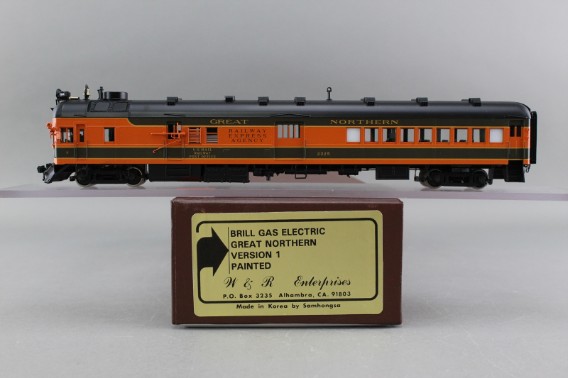 GREAT NORTHERN
RAILWAY
EXPRESS
AGENCY
BRILL GAS ELECTRIC
GREAT NORTHERN
VERSION 1
PAINTED
W & R Enterprises
P.O. Box 2235 Alhambra, CA. 91803
Made in Korea by Samhongsa